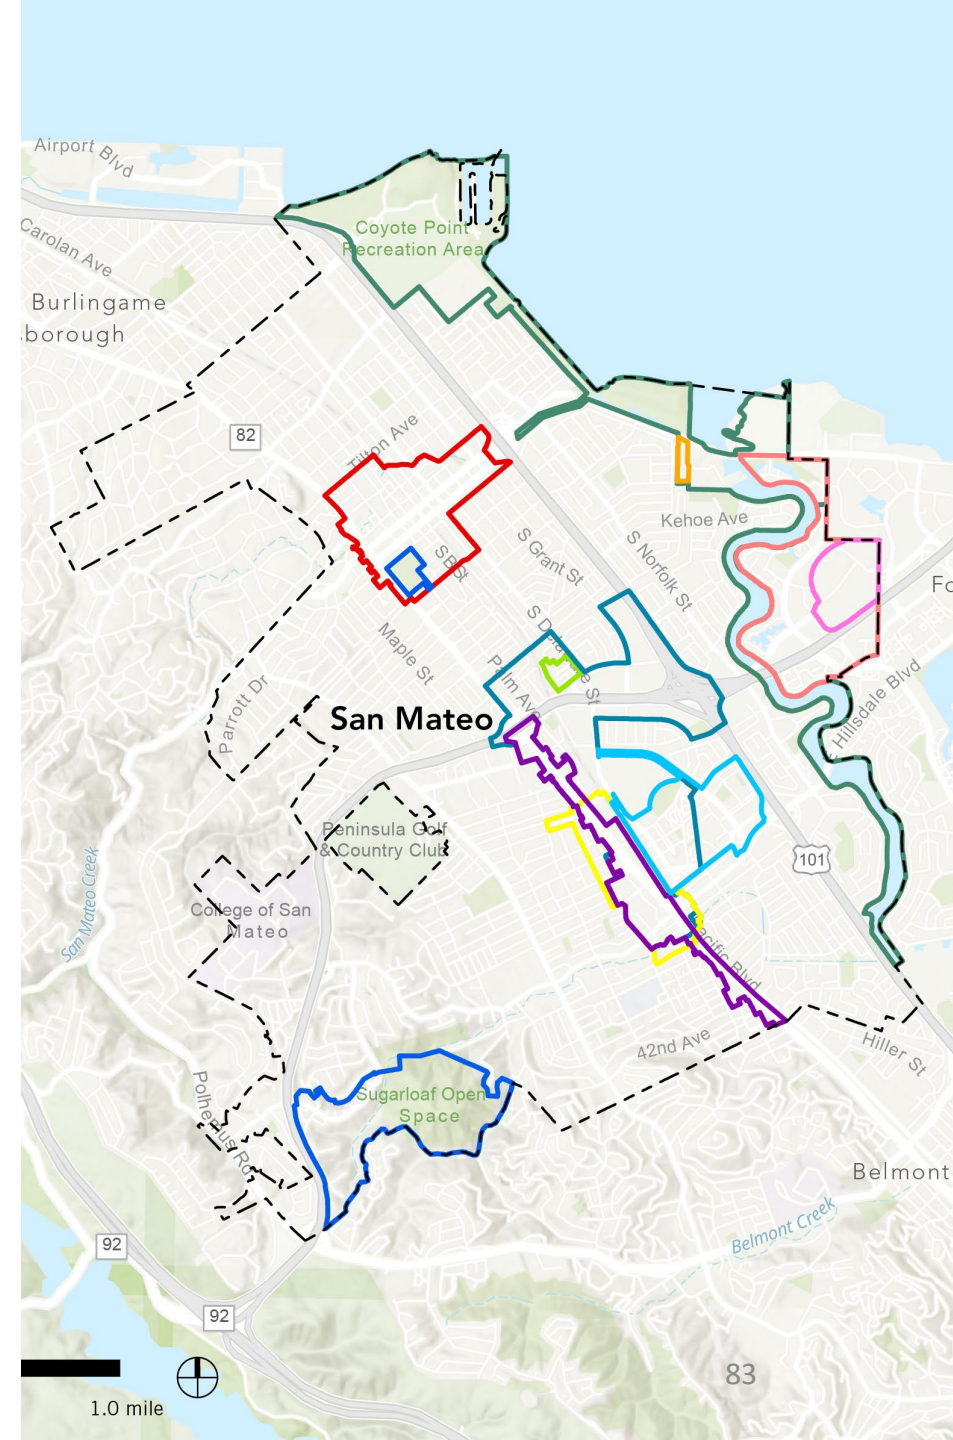 Airport Blvd
Carolan Ave
Coyote Point
Recreation Area
Burlingame
borough
82
Tilton Ave
Kehoe Ave
S B St
S Grant St
S Norfolk St
Fo
Maple St
S Delaware St
Palm Ave
Parrott Dr
San Mateo
Hillsdale Blvd
Peninsula Golf
& Country Club
101
San Mateo Creek
College of San
Mateo
Pacific Blvd
42nd Ave
Hiller St
Polhemus Rd
Sugarloaf Open
Space
Belmont
Belmont Creek
92
92
83
1.0 mile